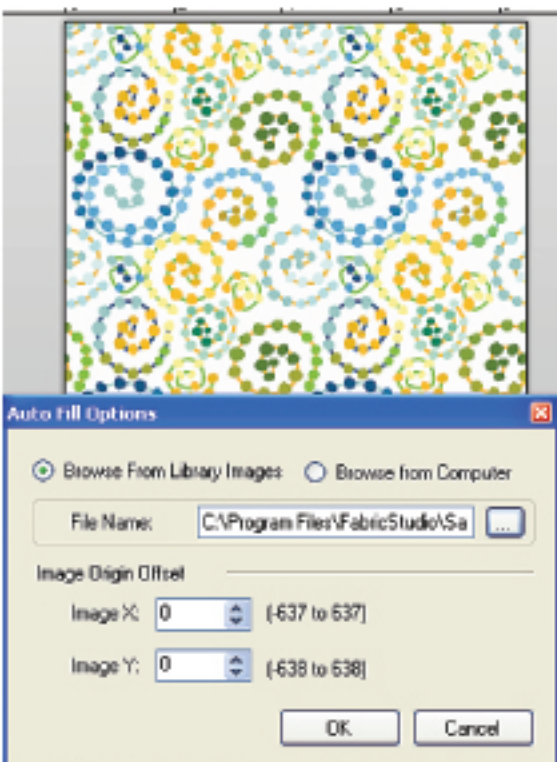 Auto Fill Options
Browse From Library Images Browse from Computer
File Name: C:\Program Files\FabricStudio\Sa ...
Image Origin Offset
Image X: 0 (-637 to 637)
Image Y: 0 (-638 to 638)
OK Cancel